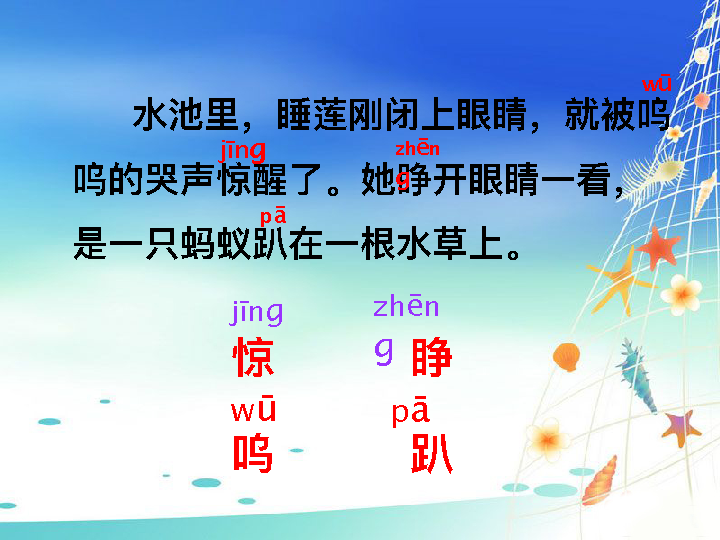 wū
水池里，睡莲刚闭上眼睛，就被呜
jīng zhēn
g
呜的哭声惊醒了。她睁开眼睛一看，
pā
是一只蚂蚁趴在一根水草上。
jīng zhēn
g
惊 睁
wū pā
呜 趴